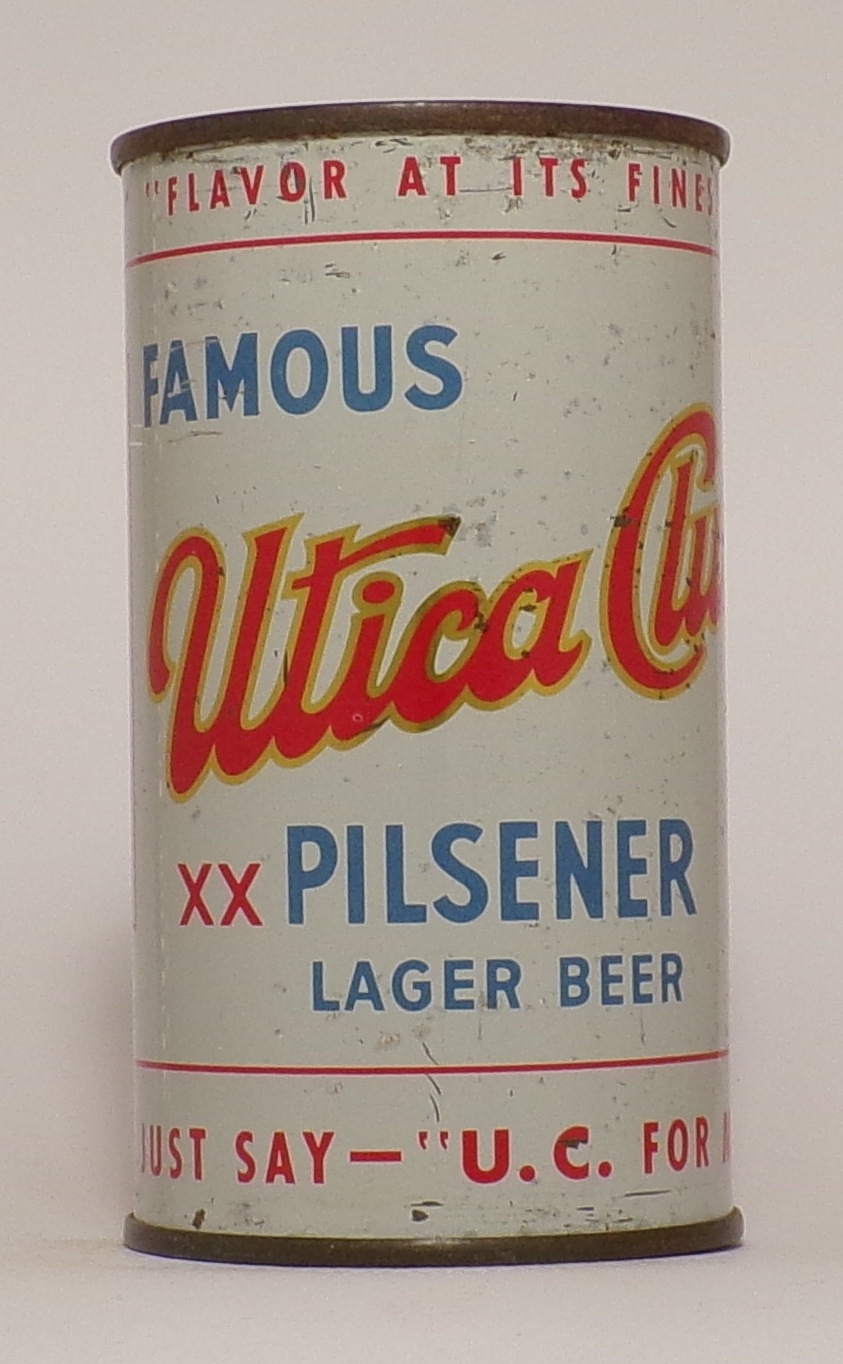 "FLAVOR AT ITS FINES
FAMOUS
Utica Clu
XX PILSENER
LAGER BEER
JUST SAY—"U.C. FOR